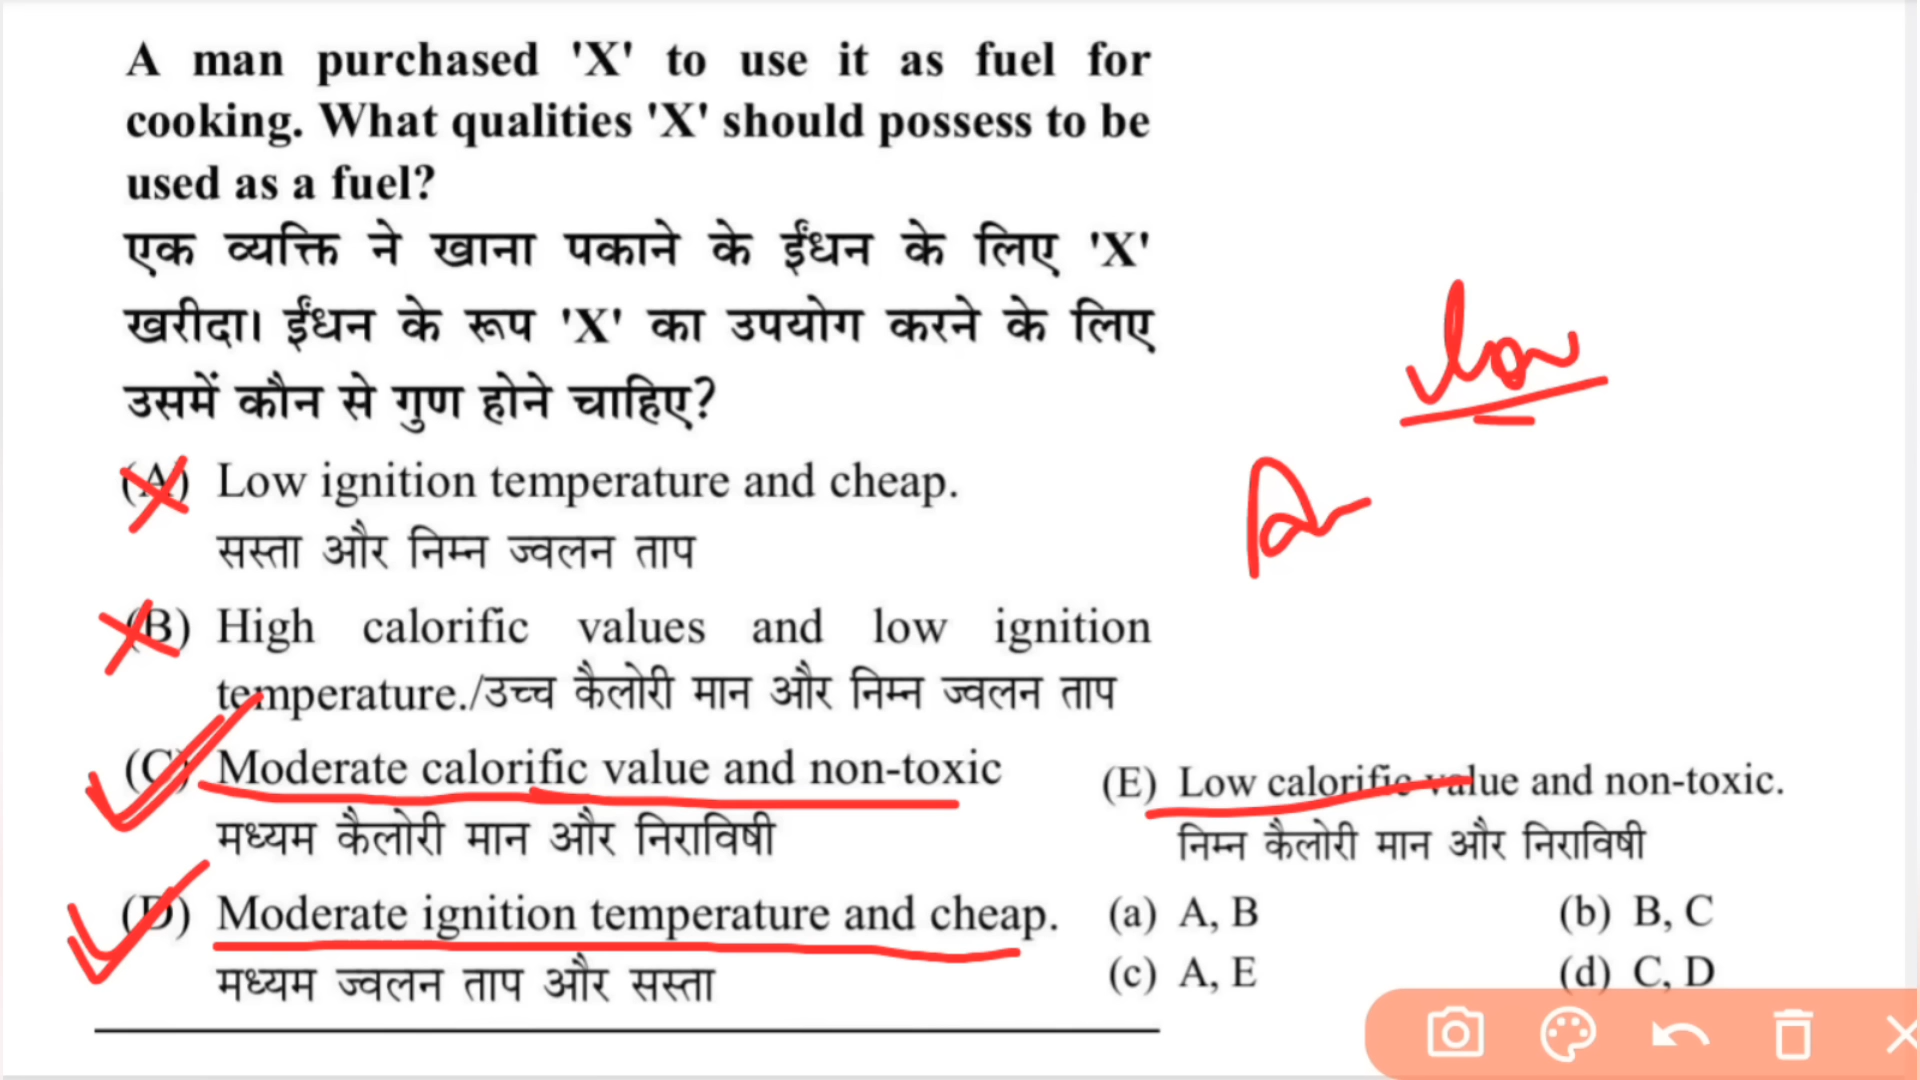 A man purchased 'X' to use it as fuel for
cooking. What qualities 'X' should possess to be
used as a fuel?
एक व्यक्ति ने खाना पकाने के ईंधन के लिए 'X'
खरीदा। ईंधन के रूप 'X' का उपयोग करने के लिए
उसमें कौन से गुण होने चाहिए?
(A) Low ignition temperature and cheap.
सस्ता और निम्न ज्वलन ताप
(B) High calorific values and low ignition
temperature./उच्च कैलोरी मान और निम्न ज्वलन ताप
(C) Moderate calorific value and non-toxic
मध्यम कैलोरी मान और निराविषी
(D) Moderate ignition temperature and cheap.
मध्यम ज्वलन ताप और सस्ता
low
(E) Low calorific value and non-toxic.
निम्न कैलोरी मान और निराविषी
(a) A, B (b) B, C
(c) A, E (d) C, D